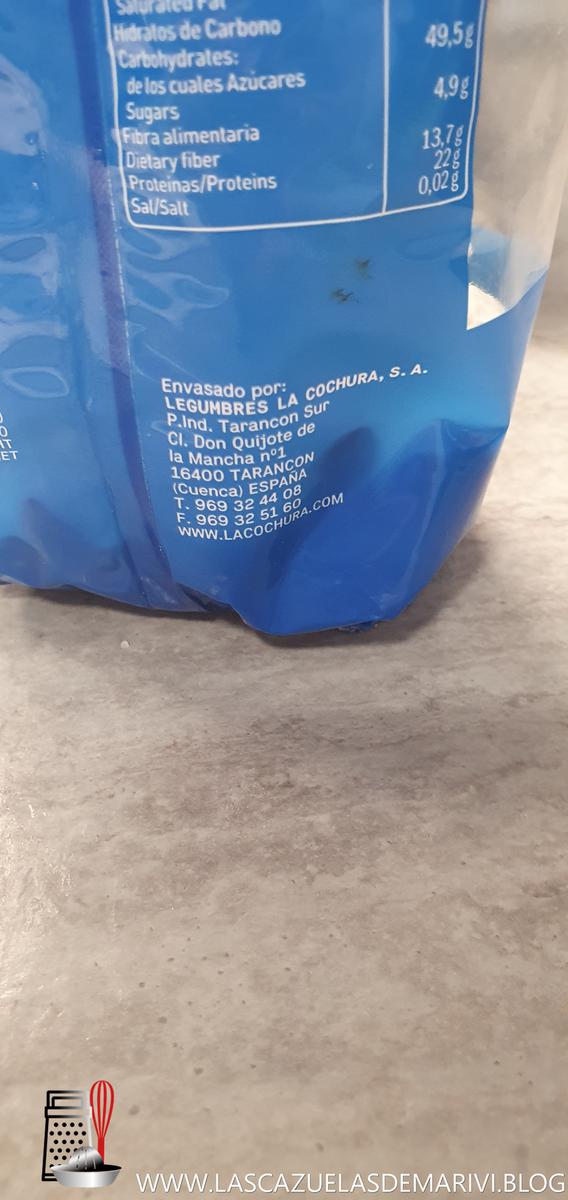 Saturated Fat
Hidratos de Carbono
Carbohydrates:
49,5g
de los cuales Azúcares
4,9g
Sugars
Fibra alimentaria
13,7g
Dietary fiber
22g
Proteínas/Proteins
0,02g
Sal/Salt
Envasado por:
LEGUMBRES LA COCHURA, S. A.
P.Ind. Tarancon Sur
Cl. Don Quijote de
la Mancha nº1
16400 TARANCON
(Cuenca) ESPAÑA
T. 969 32 44 08
F. 969 32 51 60
WWW.LACOCHURA.COM
WWW.LASCAZUELASDEMARIVI.BLOG